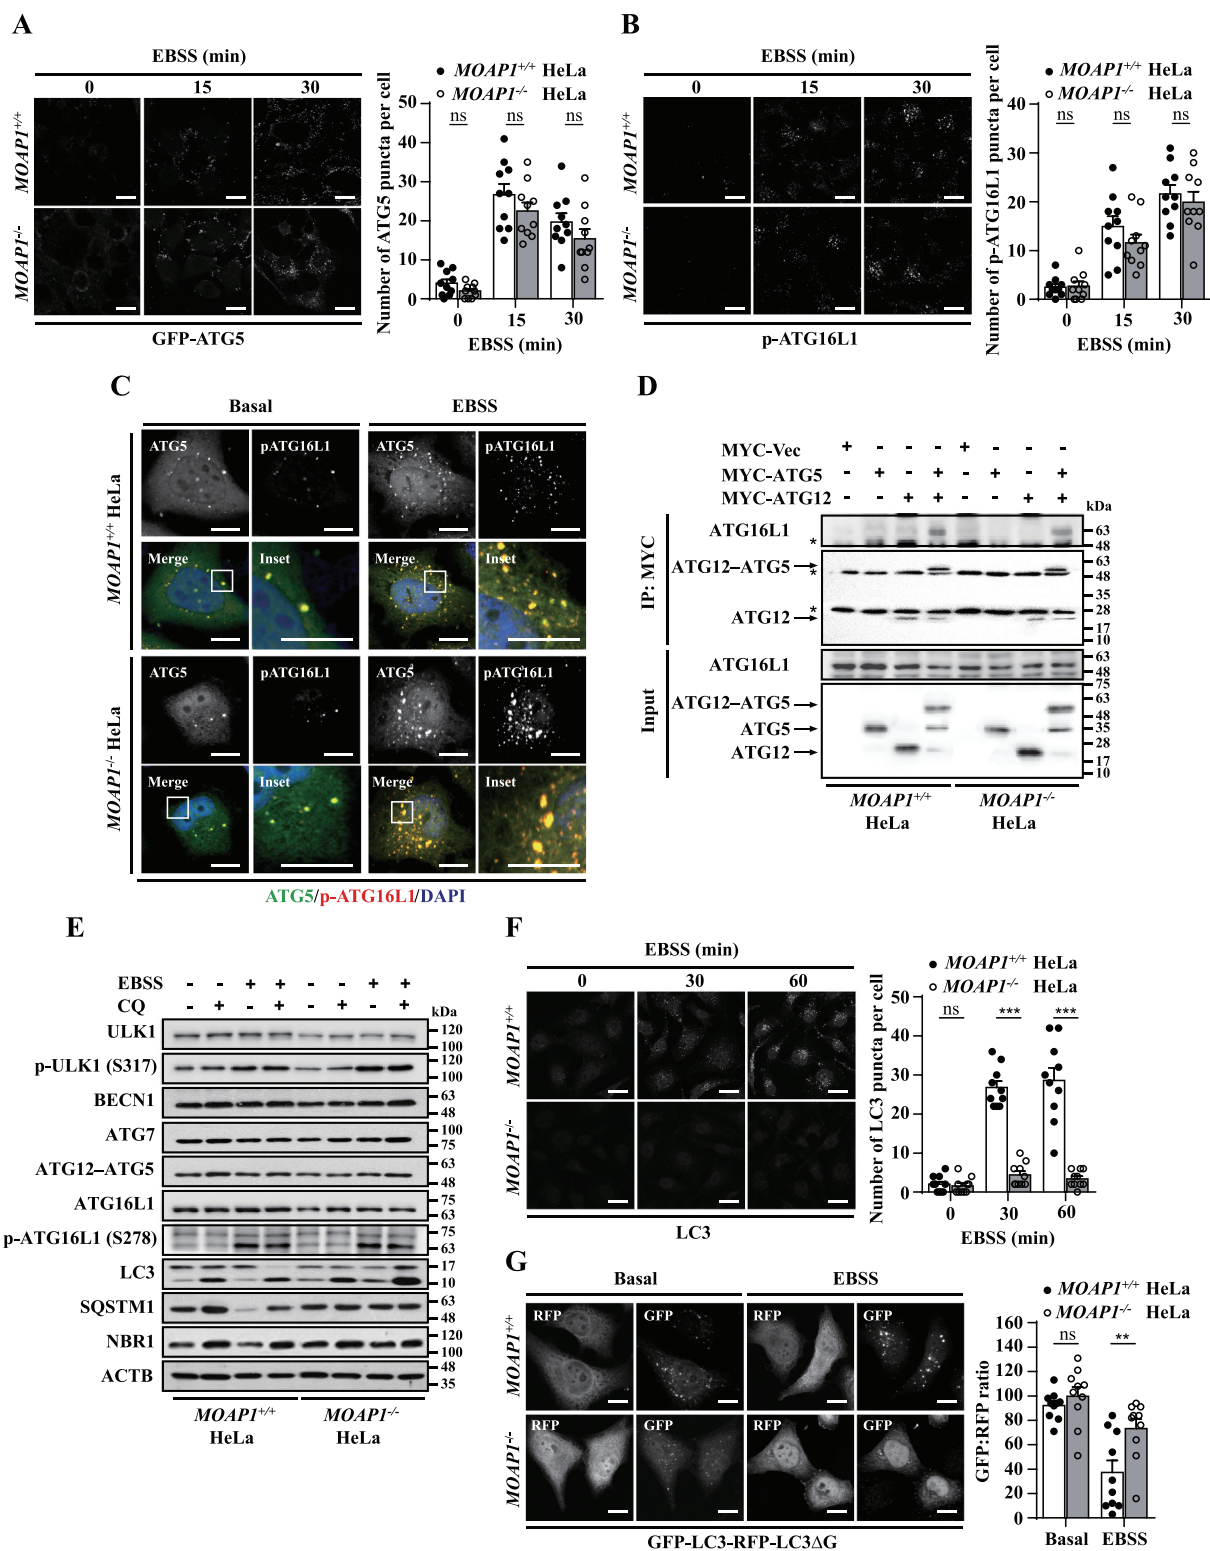 A
EBSS (min)
0 15 30
MOAP1+/+
MOAP1-/-
GFP-ATG5
Number of ATG5 puncta per cell
● MOAP1+/+ HeLa
○ MOAP1-/- HeLa
ns ns ns
50
40
30
20
10
0
0 15 30
EBSS (min)
B
EBSS (min)
0 15 30
MOAP1+/+
MOAP1-/-
p-ATG16L1
Number of p-ATG16L1 puncta per cell
● MOAP1+/+ HeLa
○ MOAP1-/- HeLa
ns ns ns
40
30
20
10
0
0 15 30
EBSS (min)
C
Basal EBSS
MOAP1+/+ HeLa
ATG5 pATG16L1 ATG5 pATG16L1
Merge Inset Merge Inset
MOAP1-/- HeLa
ATG5 pATG16L1 ATG5 pATG16L1
Merge Inset Merge Inset
ATG5/p-ATG16L1/DAPI
D
MYC-Vec + - - - + - - -
MYC-ATG5 - + - + - + - +
MYC-ATG12 - - + + - - + +
kDa
IP: MYC
ATG16L1 63
* 48
ATG12–ATG5 63
* 48
35
* 28
ATG12 17
10
Input
ATG16L1 63
48
75
63
ATG12–ATG5 48
ATG5 35
28
ATG12 17
10
MOAP1+/+ MOAP1-/-
HeLa HeLa
E
EBSS - - + + - - + +
CQ - + - + - + - +
kDa
ULK1 120
100
p-ULK1 (S317) 120
100
BECN1 63
48
ATG7 100
75
ATG12–ATG5 63
48
ATG16L1 75
63
p-ATG16L1 (S278) 75
63
LC3 17
10
SQSTM1 63
48
NBR1 120
100
ACTB 48
35
MOAP1+/+ MOAP1-/-
HeLa HeLa
F
EBSS (min)
0 30 60
MOAP1+/+
MOAP1-/-
LC3
Number of LC3 puncta per cell
● MOAP1+/+ HeLa
○ MOAP1-/- HeLa
ns *** ***
50
40
30
20
10
0
0 30 60
EBSS (min)
G
Basal EBSS
MOAP1+/+
RFP GFP RFP GFP
MOAP1-/-
RFP GFP RFP GFP
GFP-LC3-RFP-LC3ΔG
GFP:RFP ratio
● MOAP1+/+ HeLa
○ MOAP1-/- HeLa
ns **
160
140
120
100
80
60
40
20
0
Basal EBSS